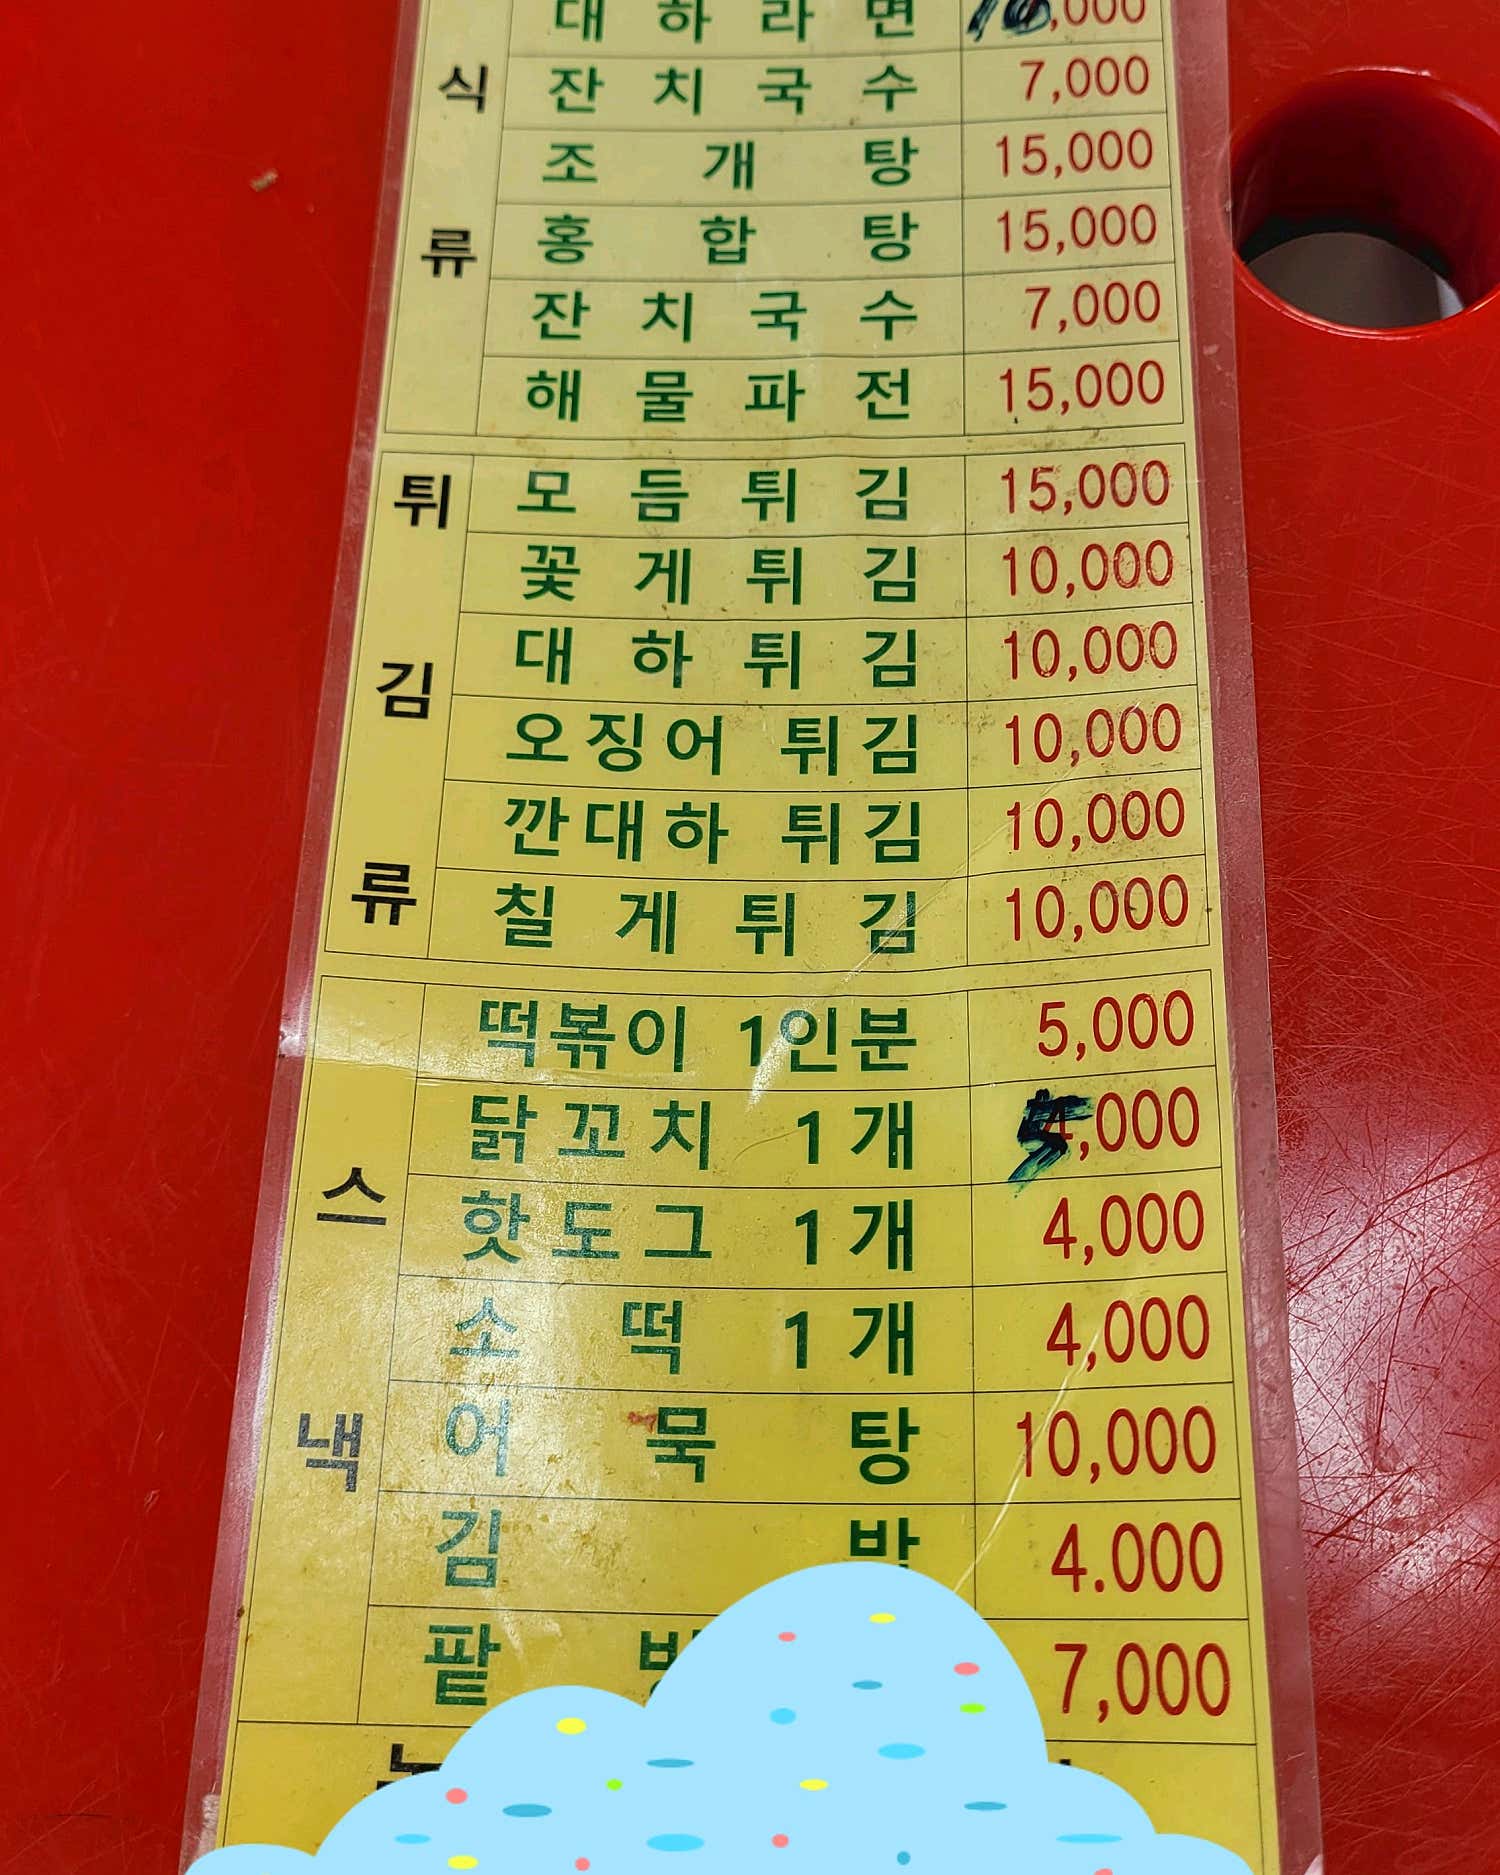 대하라면 10,000
식 잔치국수 7,000
조개탕 15,000
류 홍합탕 15,000
잔치국수 7,000
해물파전 15,000
튀 모듬튀김 15,000
꽃게튀김 10,000
김 대하튀김 10,000
오징어 튀김 10,000
깐대하 튀김 10,000
류 칠게튀김 10,000
떡볶이 1인분 5,000
닭꼬치 1개 5,000
스 핫도그 1개 4,000
소떡 1개 4,000
낵 어묵탕 10,000
김밥 4.000
팥 7,000